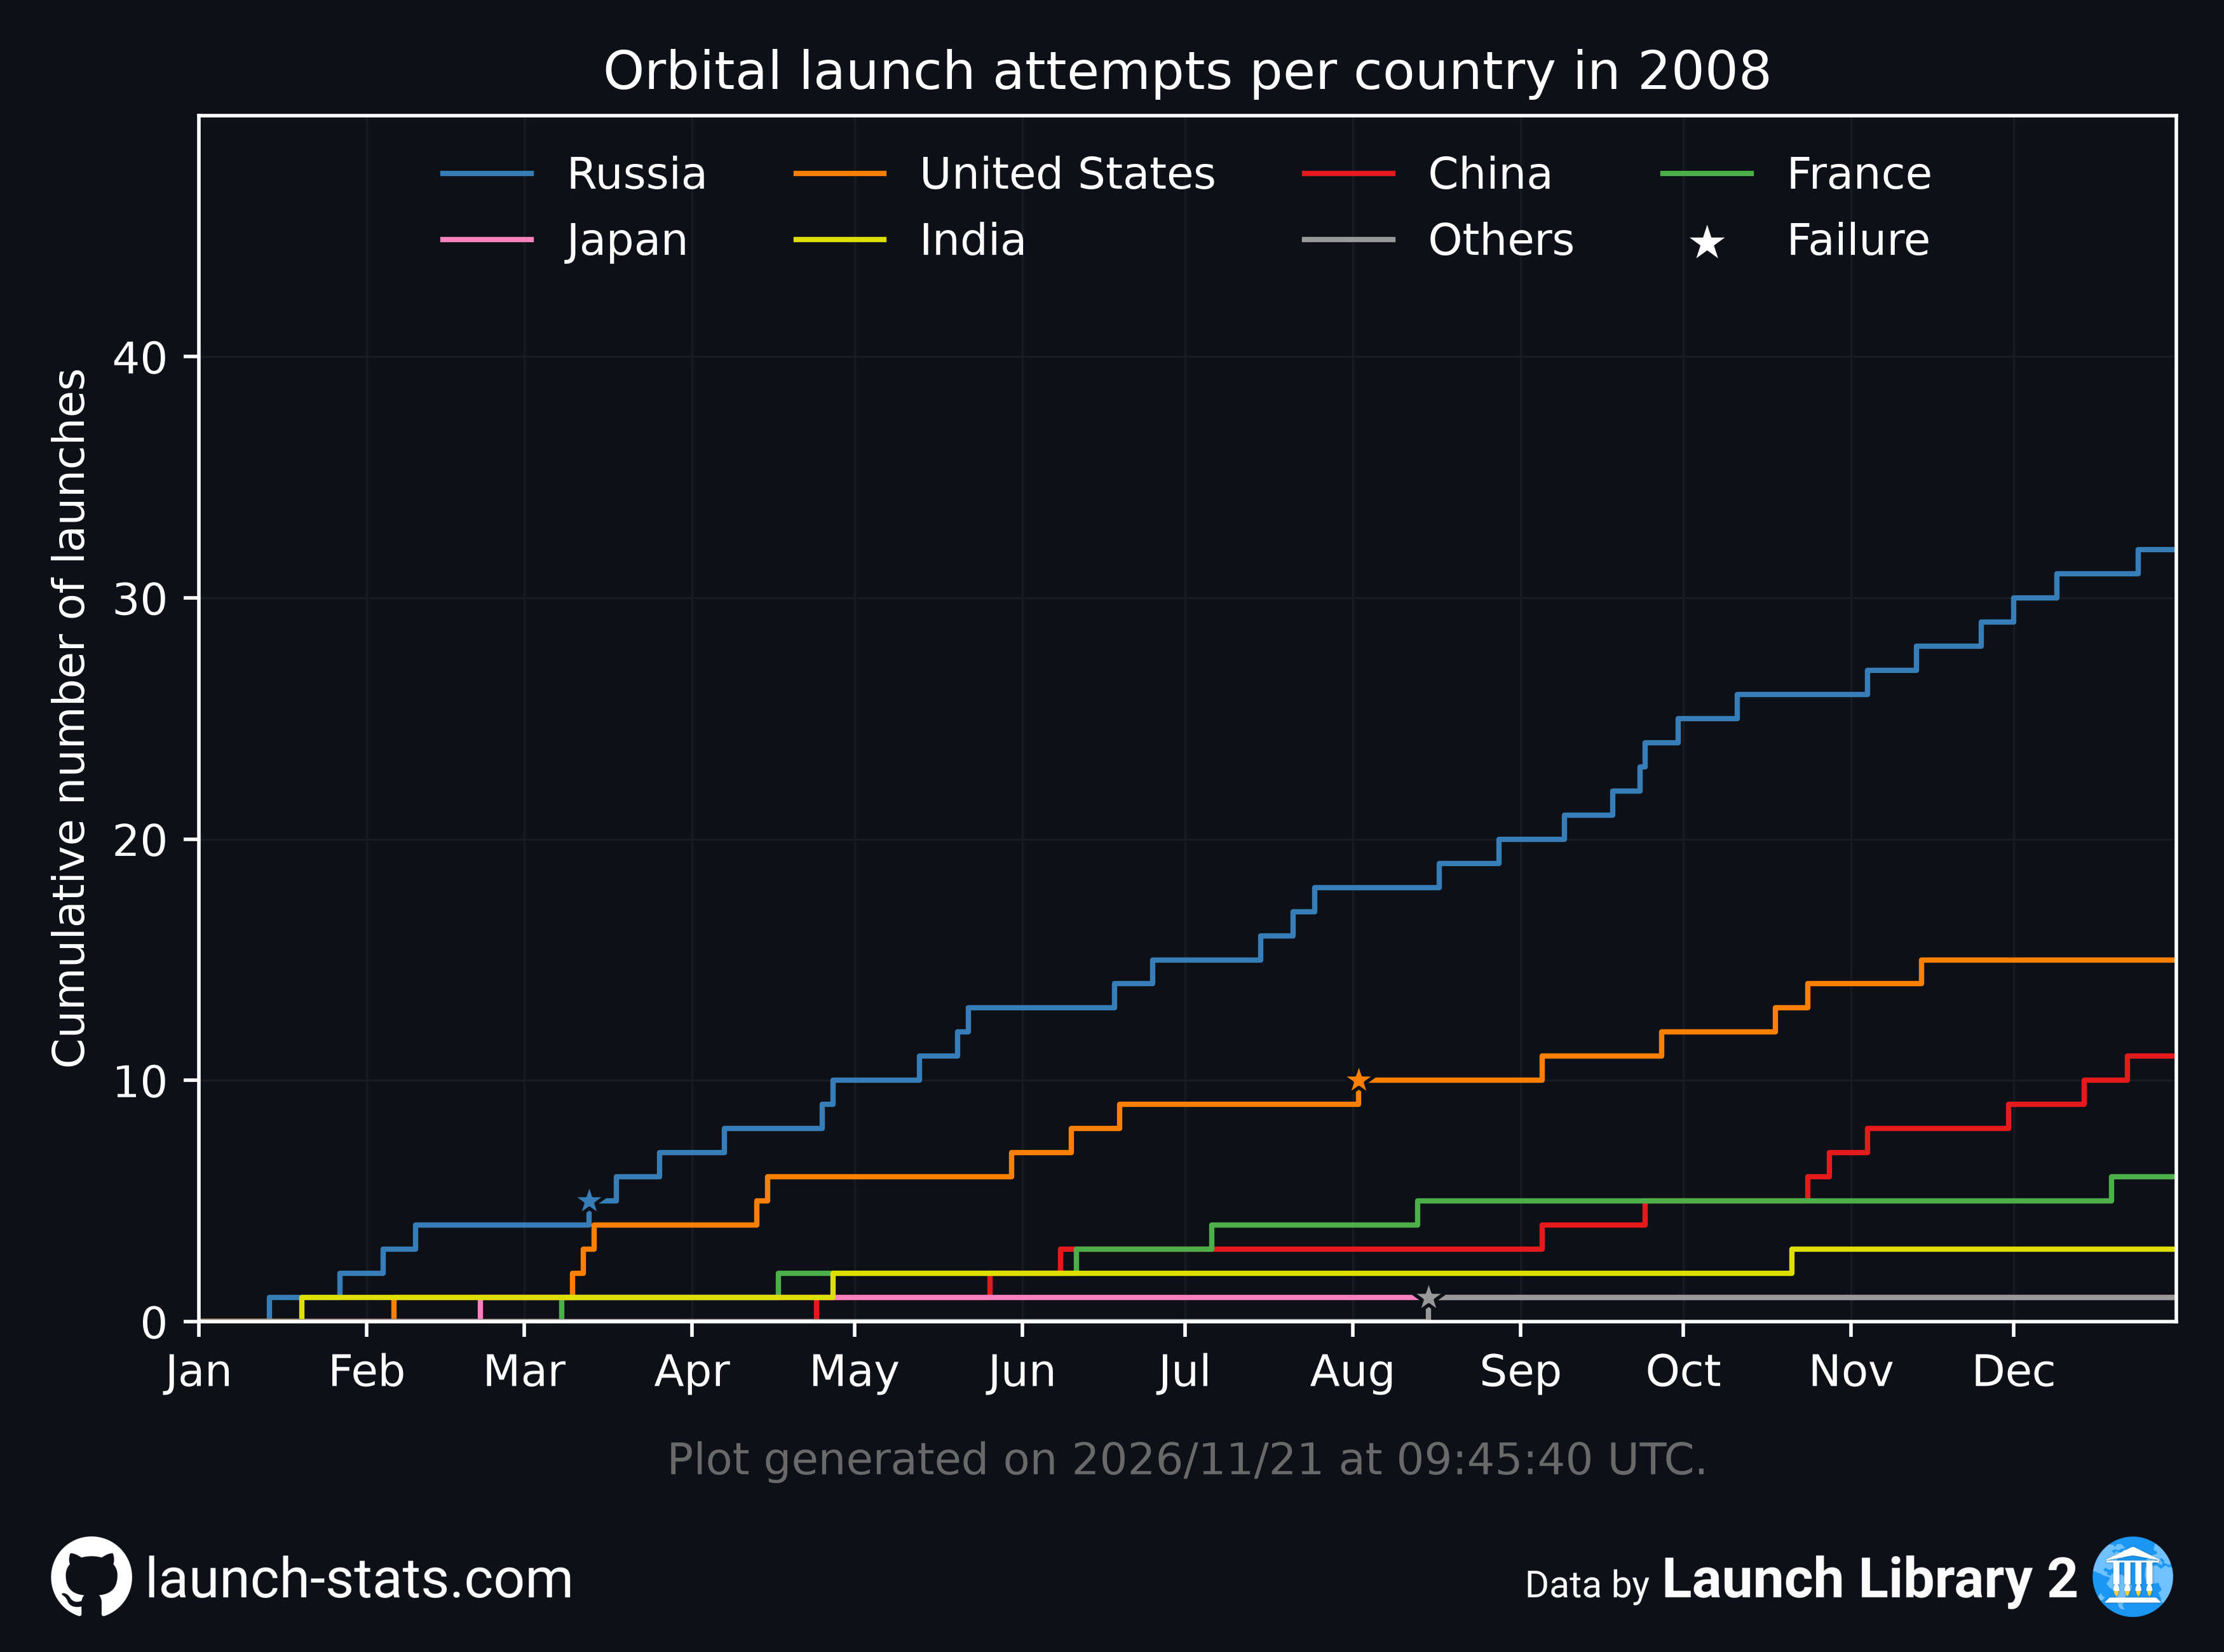 Orbital launch attempts per country in 2008
Russia United States China France
Japan India Others Failure
Cumulative number of launches
40
30
20
10
0
Jan Feb Mar Apr May Jun Jul Aug Sep Oct Nov Dec
Plot generated on 2026/11/21 at 09:45:40 UTC.
launch-stats.com
Data by Launch Library 2